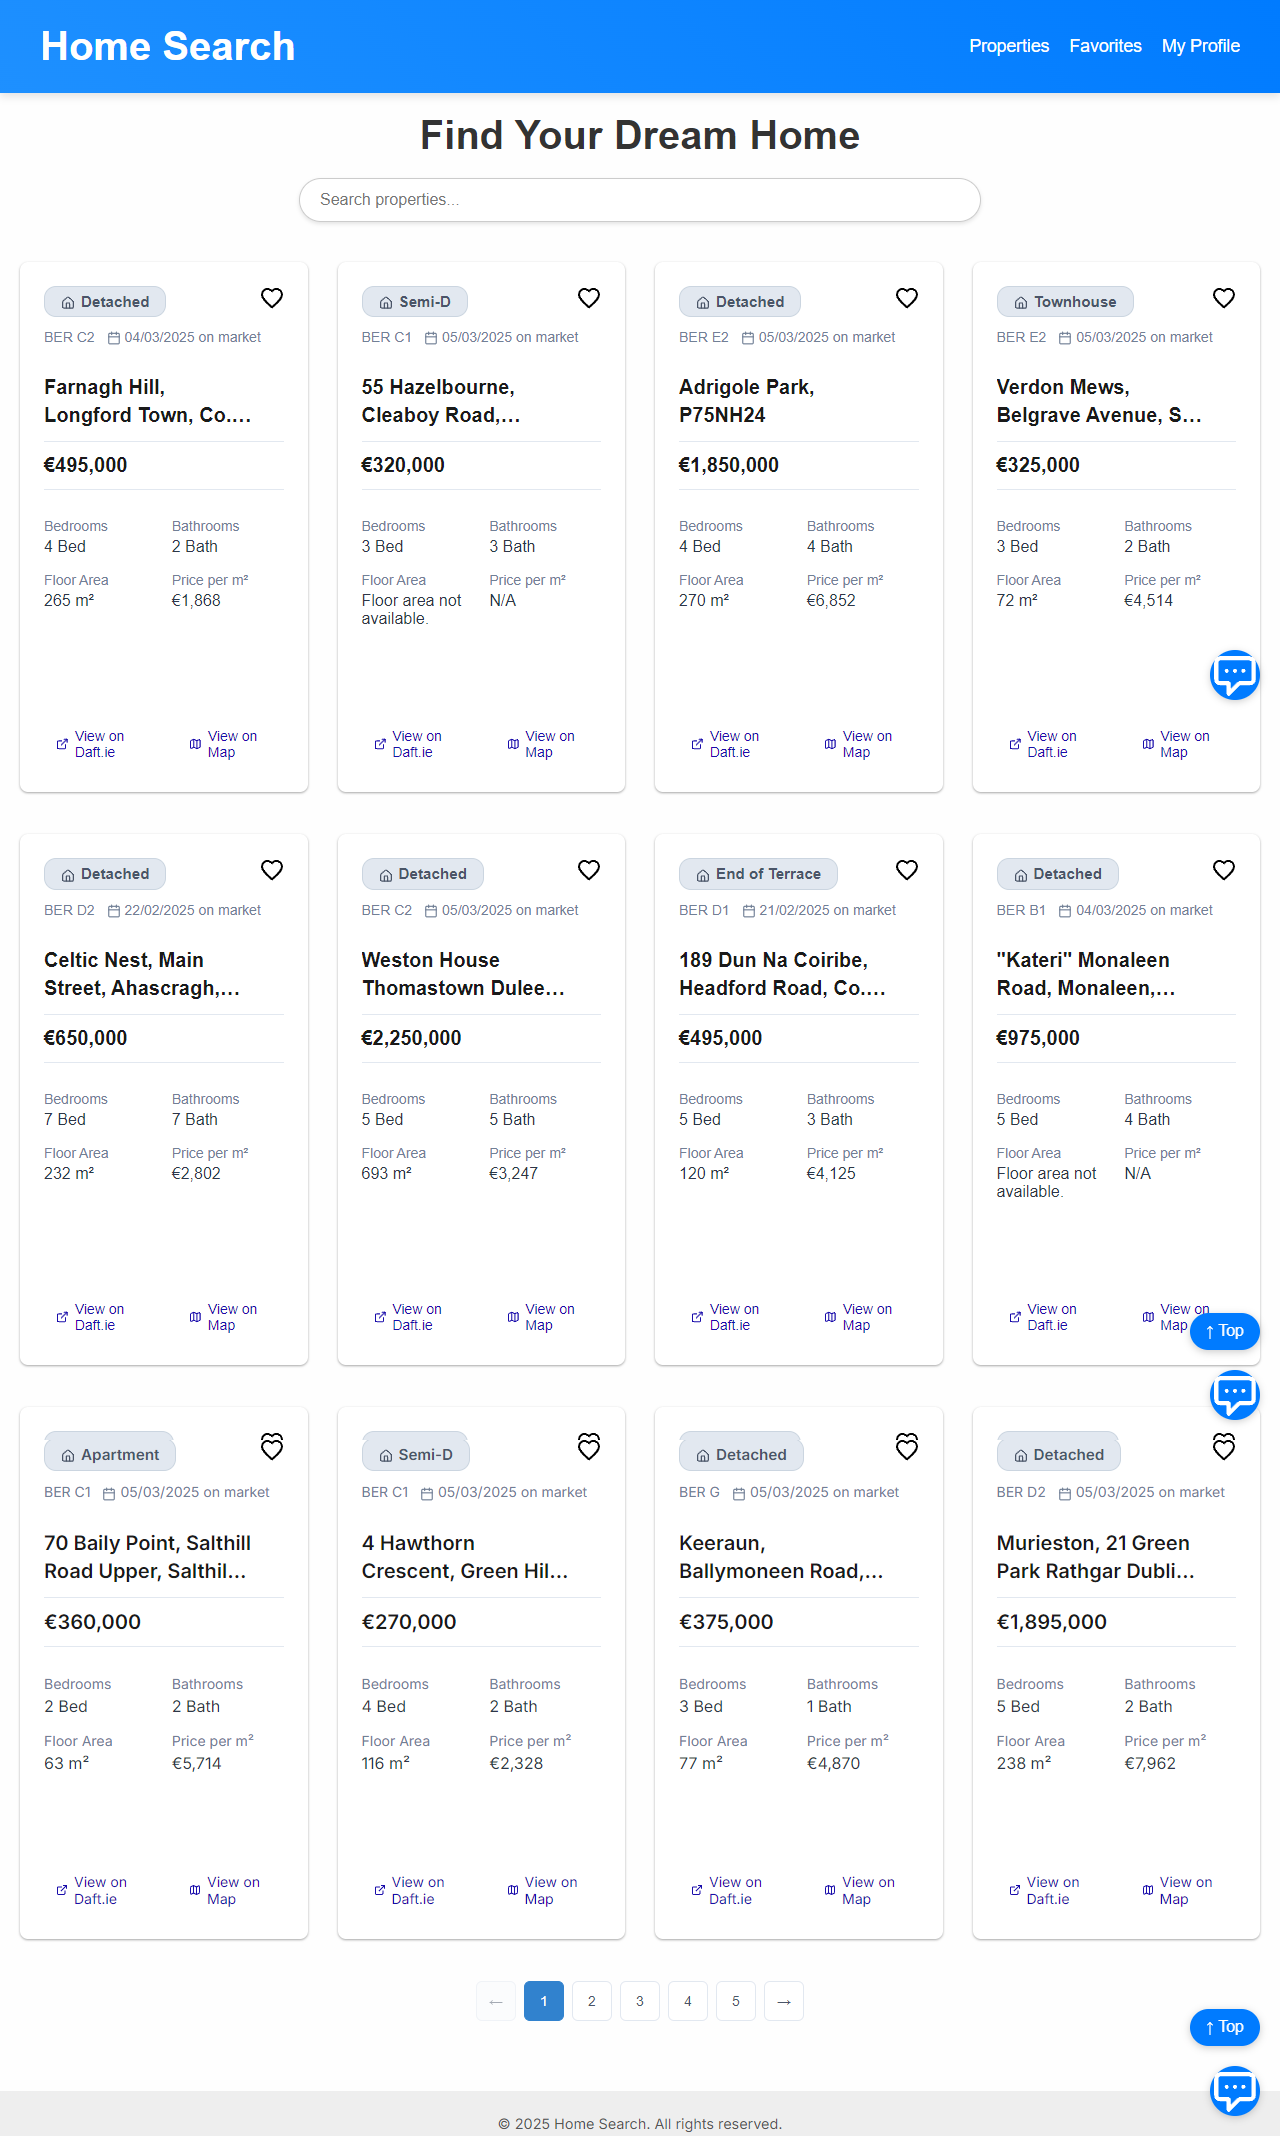 Home Search
Properties Favorites My Profile
Find Your Dream Home
Search properties...
Detached
BER C2 04/03/2025 on market
Farnagh Hill,
Longford Town, Co....
€495,000
Bedrooms Bathrooms
4 Bed 2 Bath
Floor Area Price per m²
265 m² €1,868
View on Daft.ie
View on Map
Semi-D
BER C1 05/03/2025 on market
55 Hazelbourne,
Cleaboy Road,...
€320,000
Bedrooms Bathrooms
3 Bed 3 Bath
Floor Area Price per m²
Floor area not available. N/A
View on Daft.ie
View on Map
Detached
BER E2 05/03/2025 on market
Adrigole Park,
P75NH24
€1,850,000
Bedrooms Bathrooms
4 Bed 4 Bath
Floor Area Price per m²
270 m² €6,852
View on Daft.ie
View on Map
Townhouse
BER E2 05/03/2025 on market
Verdon Mews,
Belgrave Avenue, S...
€325,000
Bedrooms Bathrooms
3 Bed 2 Bath
Floor Area Price per m²
72 m² €4,514
View on Daft.ie
View on Map
Detached
BER D2 22/02/2025 on market
Celtic Nest, Main
Street, Ahascragh,...
€650,000
Bedrooms Bathrooms
7 Bed 7 Bath
Floor Area Price per m²
232 m² €2,802
View on Daft.ie
View on Map
Detached
BER C2 05/03/2025 on market
Weston House
Thomastown Dulee...
€2,250,000
Bedrooms Bathrooms
5 Bed 5 Bath
Floor Area Price per m²
693 m² €3,247
View on Daft.ie
View on Map
End of Terrace
BER D1 21/02/2025 on market
189 Dun Na Coiribe,
Headford Road, Co....
€495,000
Bedrooms Bathrooms
5 Bed 3 Bath
Floor Area Price per m²
120 m² €4,125
View on Daft.ie
View on Map
Detached
BER B1 04/03/2025 on market
"Kateri" Monaleen
Road, Monaleen,...
€975,000
Bedrooms Bathrooms
5 Bed 4 Bath
Floor Area Price per m²
Floor area not available. N/A
View on Daft.ie
View on Map
↑ Top
Apartment
BER C1 05/03/2025 on market
70 Baily Point, Salthill
Road Upper, Salthil...
€360,000
Bedrooms Bathrooms
2 Bed 2 Bath
Floor Area Price per m²
63 m² €5,714
View on Daft.ie
View on Map
Semi-D
BER C1 05/03/2025 on market
4 Hawthorn
Crescent, Green Hil...
€270,000
Bedrooms Bathrooms
4 Bed 2 Bath
Floor Area Price per m²
116 m² €2,328
View on Daft.ie
View on Map
Detached
BER G 05/03/2025 on market
Keeraun,
Ballymoneen Road,...
€375,000
Bedrooms Bathrooms
3 Bed 1 Bath
Floor Area Price per m²
77 m² €4,870
View on Daft.ie
View on Map
Detached
BER D2 05/03/2025 on market
Murieston, 21 Green
Park Rathgar Dubli...
€1,895,000
Bedrooms Bathrooms
5 Bed 2 Bath
Floor Area Price per m²
238 m² €7,962
View on Daft.ie
View on Map
← 1 2 3 4 5 →
↑ Top
© 2025 Home Search. All rights reserved.